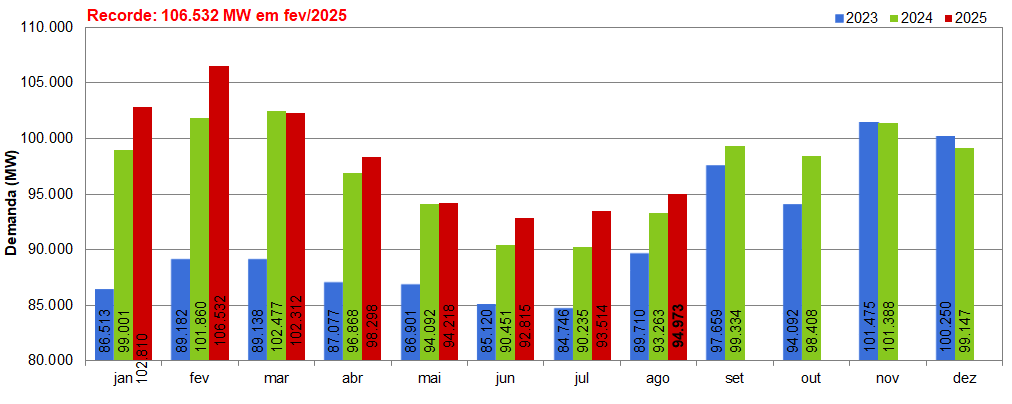 Recorde: 106.532 MW em fev/2025
2023 2024 2025
Demanda (MW)
110.000
105.000
100.000
95.000
90.000
85.000
80.000
86.513 99.001 102.810
89.182 101.860 106.532
89.138 102.477 102.312
87.077 96.868 98.298
86.901 94.092 94.218
85.120 90.451 92.815
84.746 90.235 93.514
89.710 93.263 94.973
97.659 99.334
94.092 98.408
101.475 101.388
100.250 99.147
jan fev mar abr mai jun jul ago set out nov dez